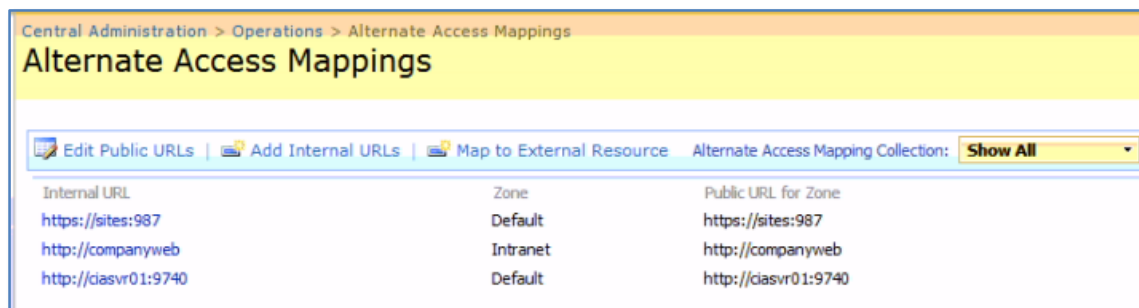 Central Administration > Operations > Alternate Access Mappings
Alternate Access Mappings
Edit Public URLs | Add Internal URLs | Map to External Resource Alternate Access Mapping Collection: Show All
Internal URL Zone Public URL for Zone
https://sites:987 Default https://sites:987
http://companyweb Intranet http://companyweb
http://ciasvr01:9740 Default http://ciasvr01:9740